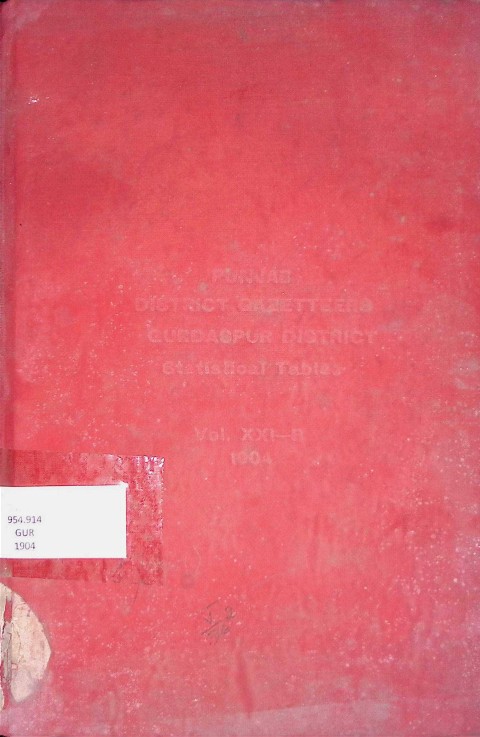 PUNJAB
DISTRICT GAZETTEERS
GURDASPUR DISTRICT
Statistical Tables
Vol. XXI-B
1904
954.914
GUR
1904